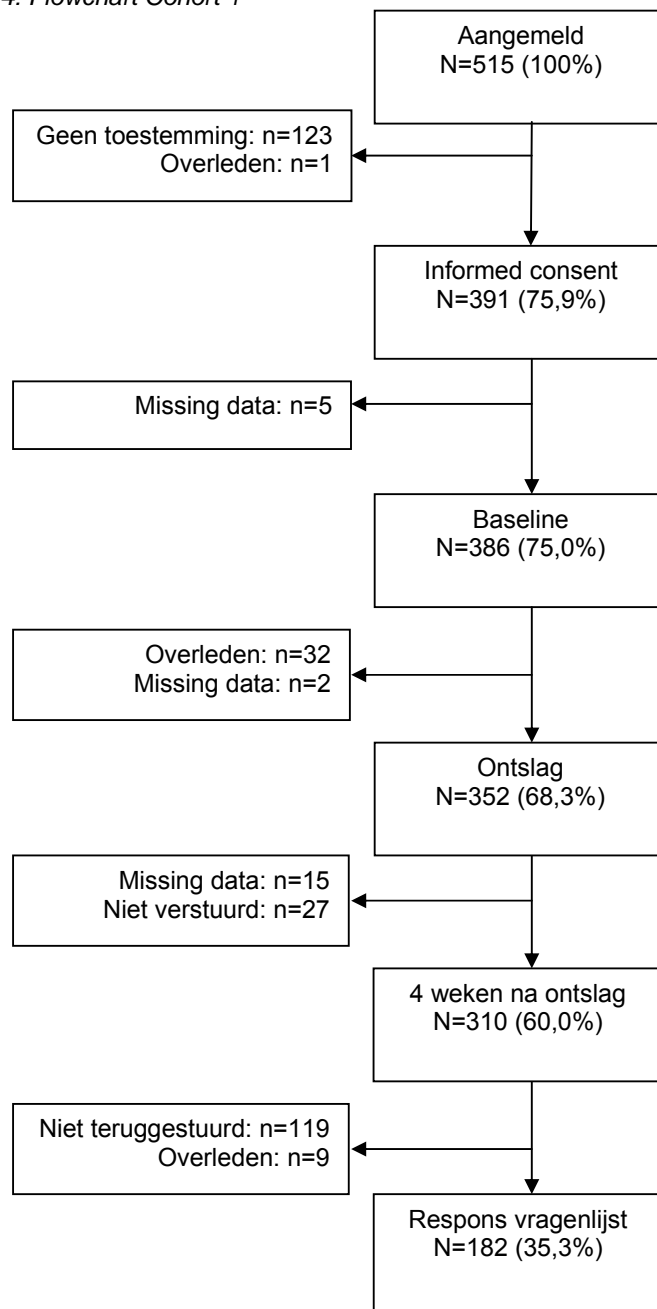 4. Flowchart Cohort 1
Aangemeld
N=515 (100%)
Geen toestemming: n=123
Overleden: n=1
Informed consent
N=391 (75,9%)
Missing data: n=5
Baseline
N=386 (75,0%)
Overleden: n=32
Missing data: n=2
Ontslag
N=352 (68,3%)
Missing data: n=15
Niet verstuurd: n=27
4 weken na ontslag
N=310 (60,0%)
Niet teruggestuurd: n=119
Overleden: n=9
Respons vragenlijst
N=182 (35,3%)